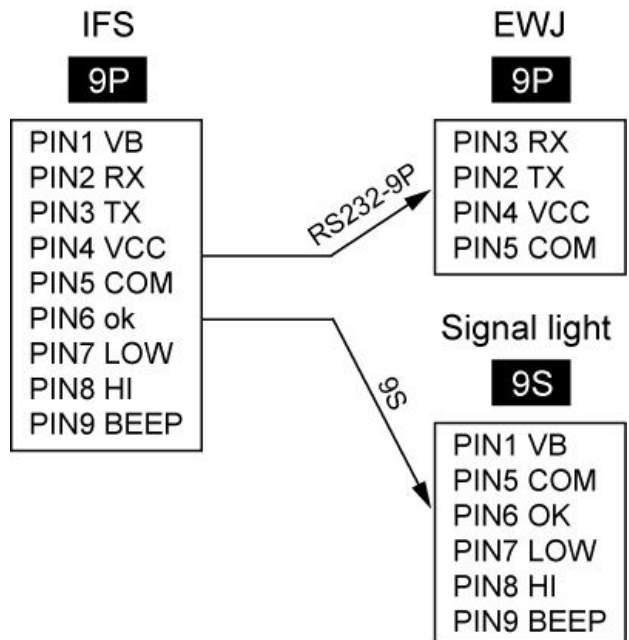 IFS
9P
PIN1 VB
PIN2 RX
PIN3 TX
PIN4 VCC
PIN5 COM
PIN6 ok
PIN7 LOW
PIN8 HI
PIN9 BEEP
RS232-9P
9S
EWJ
9P
PIN3 RX
PIN2 TX
PIN4 VCC
PIN5 COM
Signal light
9S
PIN1 VB
PIN5 COM
PIN6 OK
PIN7 LOW
PIN8 HI
PIN9 BEEP